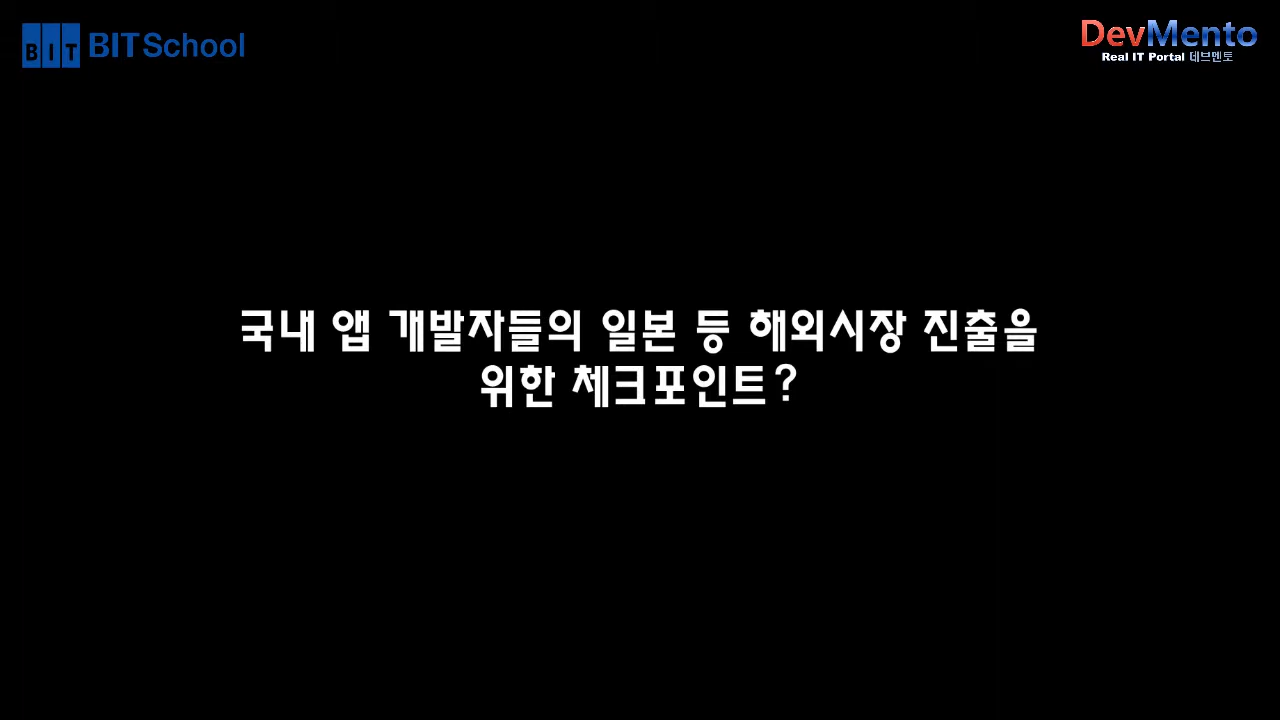 BIT BITSchool
DevMento
Real IT Portal 데브멘토
국내 앱 개발자들의 일본 등 해외시장 진출을
위한 체크포인트?